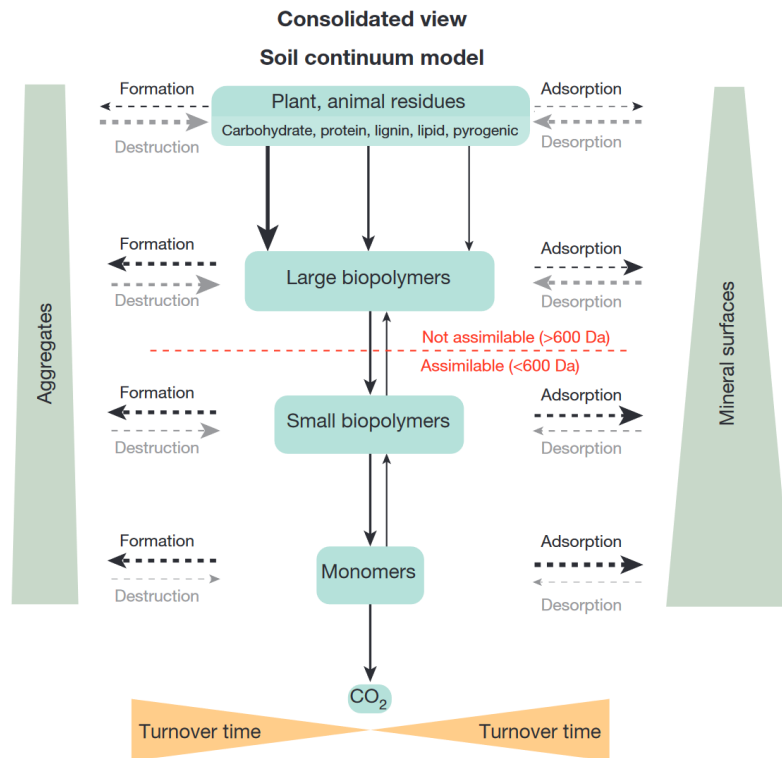 Consolidated view
Soil continuum model
Formation
Plant, animal residues
Adsorption
Carbohydrate, protein, lignin, lipid, pyrogenic
Destruction
Desorption
Formation
Large biopolymers
Adsorption
Destruction
Desorption
Not assimilable (>600 Da)
Assimilable (<600 Da)
Aggregates
Mineral surfaces
Formation
Small biopolymers
Adsorption
Destruction
Desorption
Formation
Monomers
Adsorption
Destruction
Desorption
CO₂
Turnover time
Turnover time